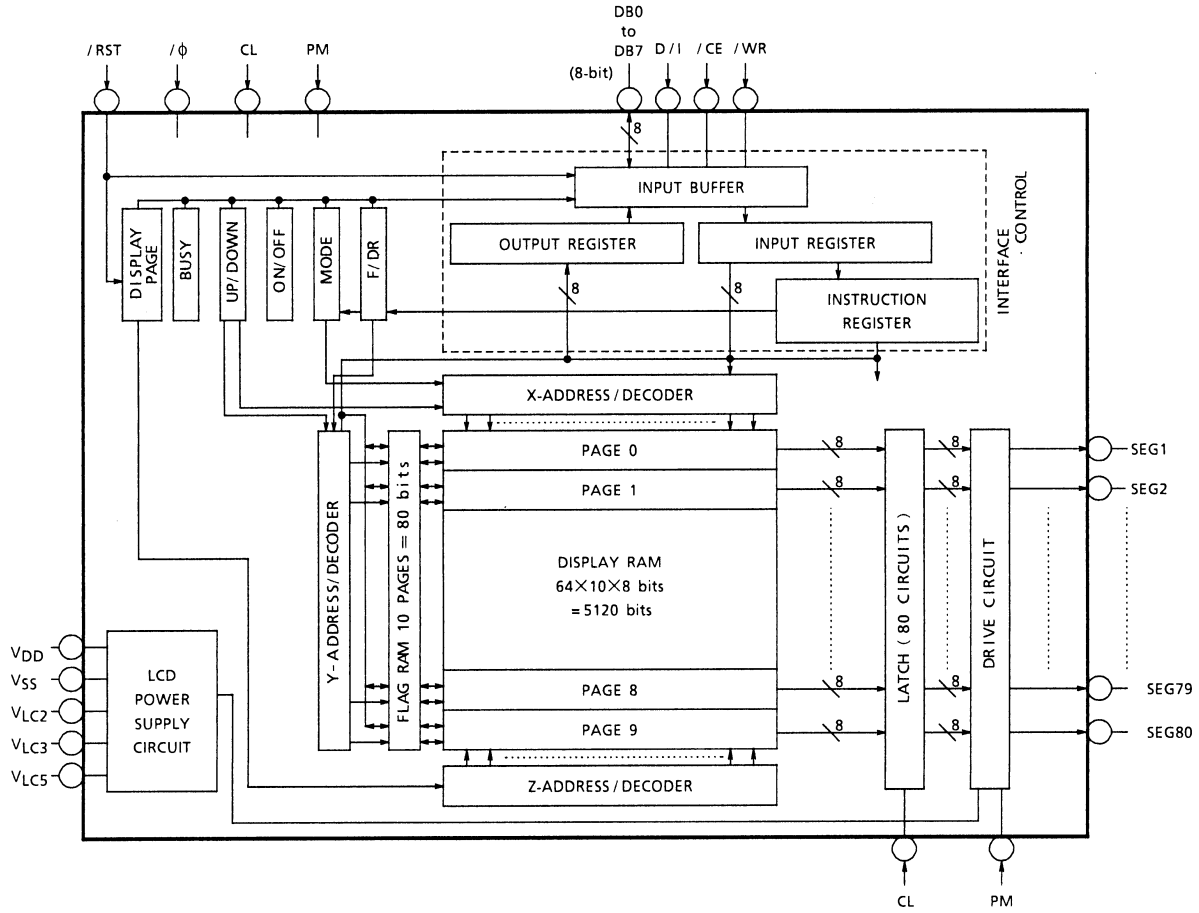 DB0
to
DB7
(8-bit)
/RST
/ϕ
CL
PM
D/I
/CE
/WR
8
INPUT BUFFER
OUTPUT REGISTER
INPUT REGISTER
INSTRUCTION
REGISTER
8
8
INTERFACE
CONTROL
DISPLAY
PAGE
BUSY
UP/DOWN
ON/OFF
MODE
F/DR
X-ADDRESS/DECODER
Y-ADDRESS/DECODER
FLAG RAM 10 PAGES = 80 bits
PAGE 0
8
8
SEG1
PAGE 1
8
8
SEG2
DISPLAY RAM
64×10×8 bits
=5120 bits
LATCH (80 CIRCUITS)
DRIVE CIRCUIT
PAGE 8
8
8
SEG79
PAGE 9
8
8
SEG80
Z-ADDRESS/DECODER
VDD
VSS
VLC2
VLC3
VLC5
LCD
POWER
SUPPLY
CIRCUIT
CL
PM